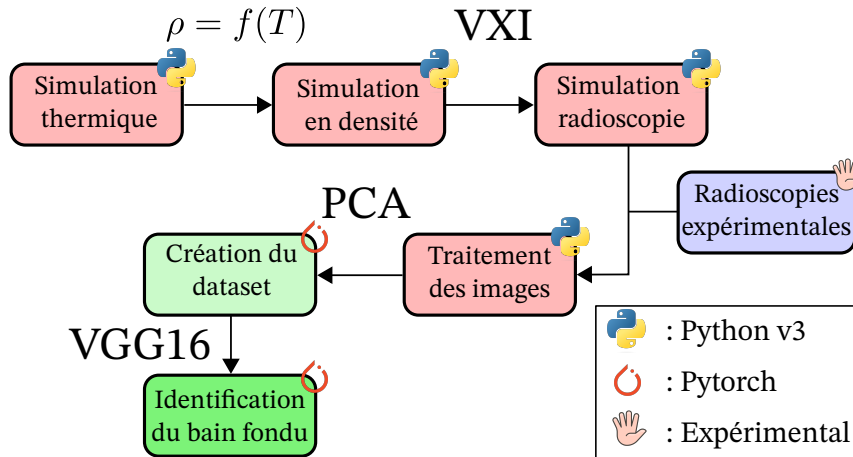 ρ = f(T)
VXI
Simulation
thermique
Simulation
en densité
Simulation
radioscopie
Radioscopies
expérimentales
PCA
Création du
dataset
Traitement
des images
VGG16
Identification
du bain fondu
: Python v3
: Pytorch
: Expérimental